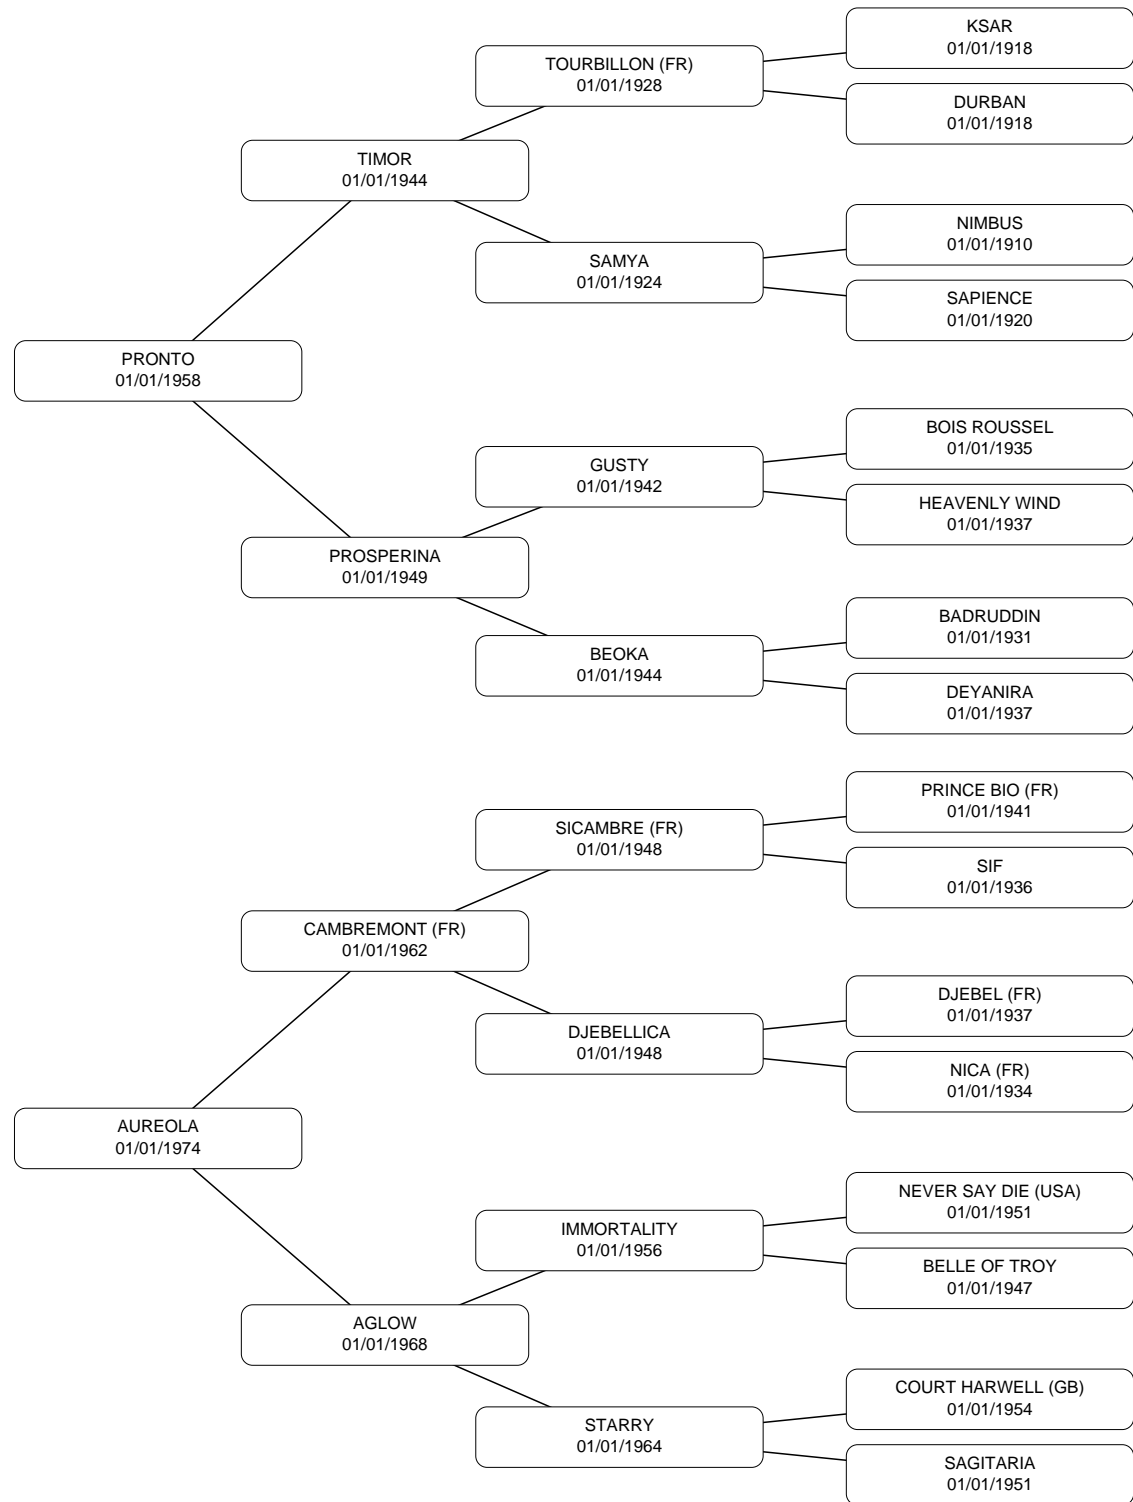 KSAR
01/01/1918
TOURBILLON (FR)
01/01/1928
DURBAN
01/01/1918
TIMOR
01/01/1944
NIMBUS
01/01/1910
SAMYA
01/01/1924
SAPIENCE
01/01/1920
PRONTO
01/01/1958
BOIS ROUSSEL
01/01/1935
GUSTY
01/01/1942
HEAVENLY WIND
01/01/1937
PROSPERINA
01/01/1949
BADRUDDIN
01/01/1931
BEOKA
01/01/1944
DEYANIRA
01/01/1937
PRINCE BIO (FR)
01/01/1941
SICAMBRE (FR)
01/01/1948
SIF
01/01/1936
CAMBREMONT (FR)
01/01/1962
DJEBEL (FR)
01/01/1937
DJEBELLICA
01/01/1948
NICA (FR)
01/01/1934
AUREOLA
01/01/1974
NEVER SAY DIE (USA)
01/01/1951
IMMORTALITY
01/01/1956
BELLE OF TROY
01/01/1947
AGLOW
01/01/1968
COURT HARWELL (GB)
01/01/1954
STARRY
01/01/1964
SAGITARIA
01/01/1951